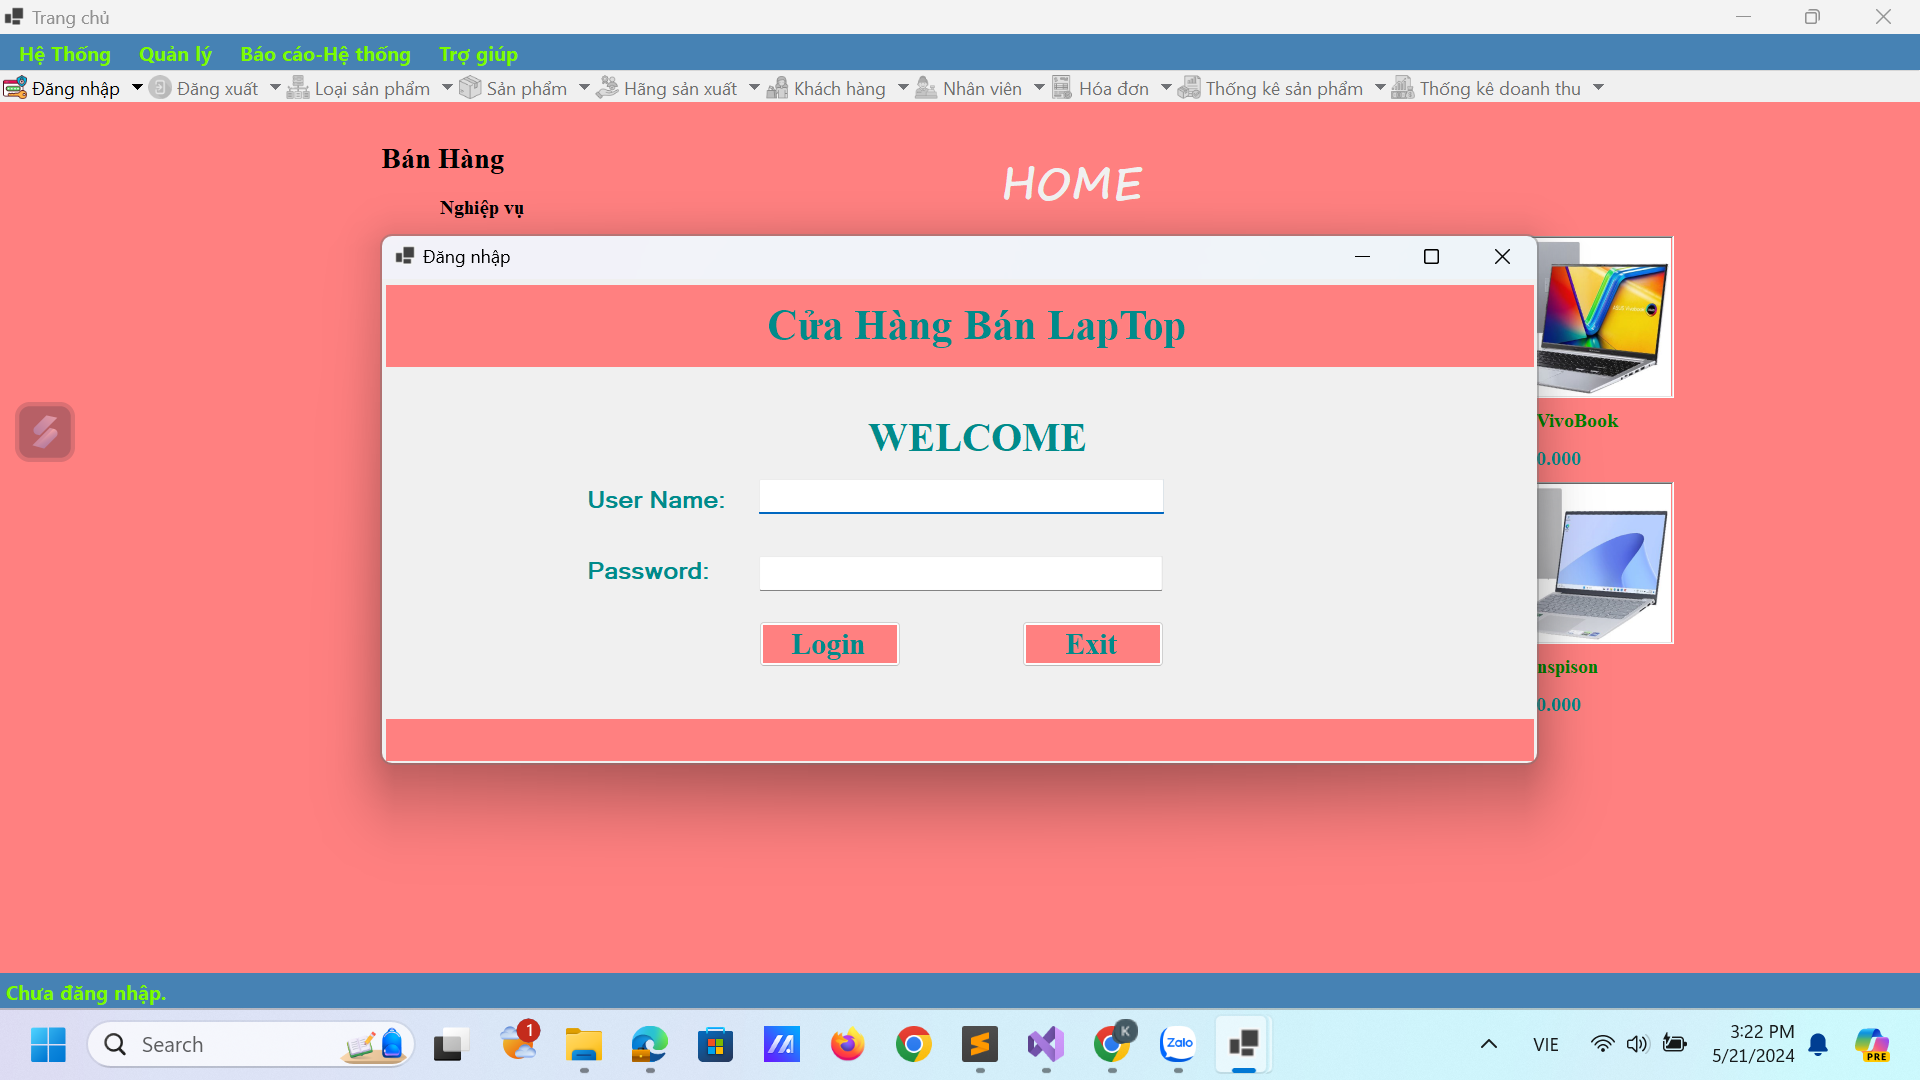 Trang chủ
Hệ Thống Quản lý Báo cáo-Hệ thống Trợ giúp
Đăng nhập Đăng xuất Loại sản phẩm Sản phẩm Hãng sản xuất Khách hàng Nhân viên Hóa đơn Thống kê sản phẩm Thống kê doanh thu
Bán Hàng
HOME
Nghiệp vụ
Đăng nhập
Cửa Hàng Bán LapTop
WELCOME
User Name:
Password:
Login Exit
VivoBook
0.000
nspison
0.000
Chưa đăng nhập.
Search
1
K
Zalo
VIE
3:22 PM
5/21/2024
PRE